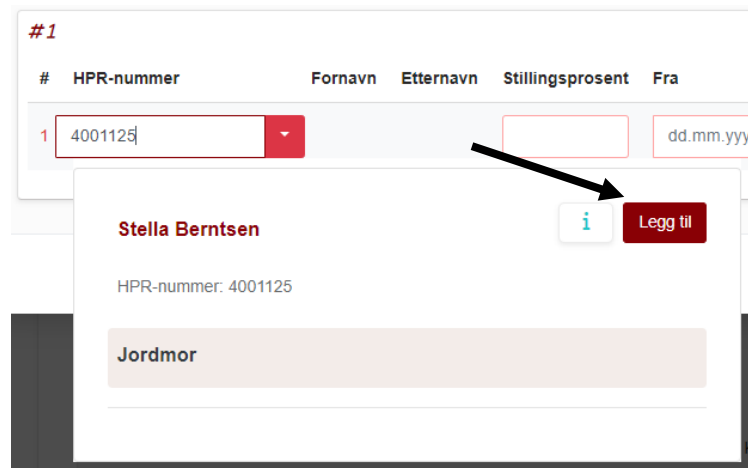 #1
# HPR-nummer Fornavn Etternavn Stillingsprosent Fra
1 4001125 dd.mm.yyy
Stella Berntsen i Legg til
HPR-nummer: 4001125
Jordmor